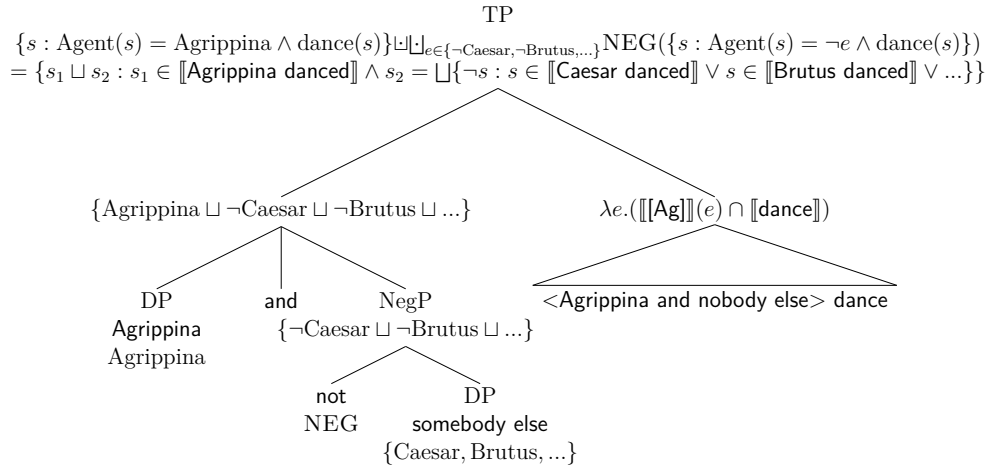 TP
{s : Agent(s) = Agrippina ∧ dance(s)}⊍⨃_{e∈{¬Caesar,¬Brutus,...}}NEG({s : Agent(s) = ¬e ∧ dance(s)})
= {s₁ ⊔ s₂ : s₁ ∈ ⟦Agrippina danced⟧ ∧ s₂ = ⨆{¬s : s ∈ ⟦Caesar danced⟧ ∨ s ∈ ⟦Brutus danced⟧ ∨ ...}}
{Agrippina ⊔ ¬Caesar ⊔ ¬Brutus ⊔ ...} λe.(⟦[Ag]⟧(e) ∩ ⟦dance⟧)
DP and NegP <Agrippina and nobody else> dance
Agrippina {¬Caesar ⊔ ¬Brutus ⊔ ...}
Agrippina
not DP
NEG somebody else
{Caesar, Brutus, ...}